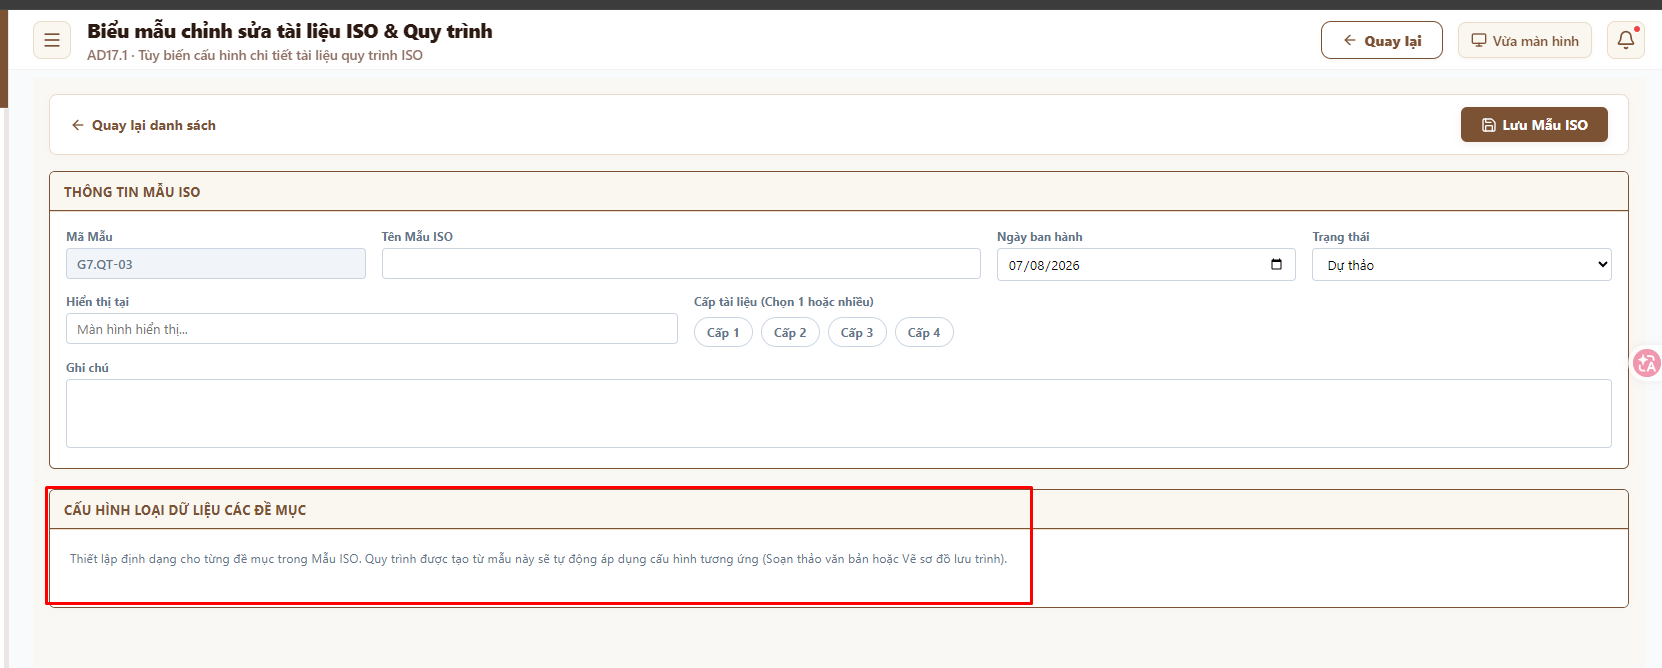 Biểu mẫu chỉnh sửa tài liệu ISO & Quy trình
AD17.1 · Tùy biến cấu hình chi tiết tài liệu quy trình ISO
Quay lại
Vừa màn hình
Quay lại danh sách
Lưu Mẫu ISO
THÔNG TIN MẪU ISO
Mã Mẫu
Tên Mẫu ISO
Ngày ban hành
Trạng thái
G7.QT-03
07/08/2026
Dự thảo
Hiển thị tại
Cấp tài liệu (Chọn 1 hoặc nhiều)
Màn hình hiển thị...
Cấp 1
Cấp 2
Cấp 3
Cấp 4
Ghi chú
CẤU HÌNH LOẠI DỮ LIỆU CÁC ĐỀ MỤC
Thiết lập định dạng cho từng đề mục trong Mẫu ISO. Quy trình được tạo từ mẫu này sẽ tự động áp dụng cấu hình tương ứng (Soạn thảo văn bản hoặc Vẽ sơ đồ lưu trình).